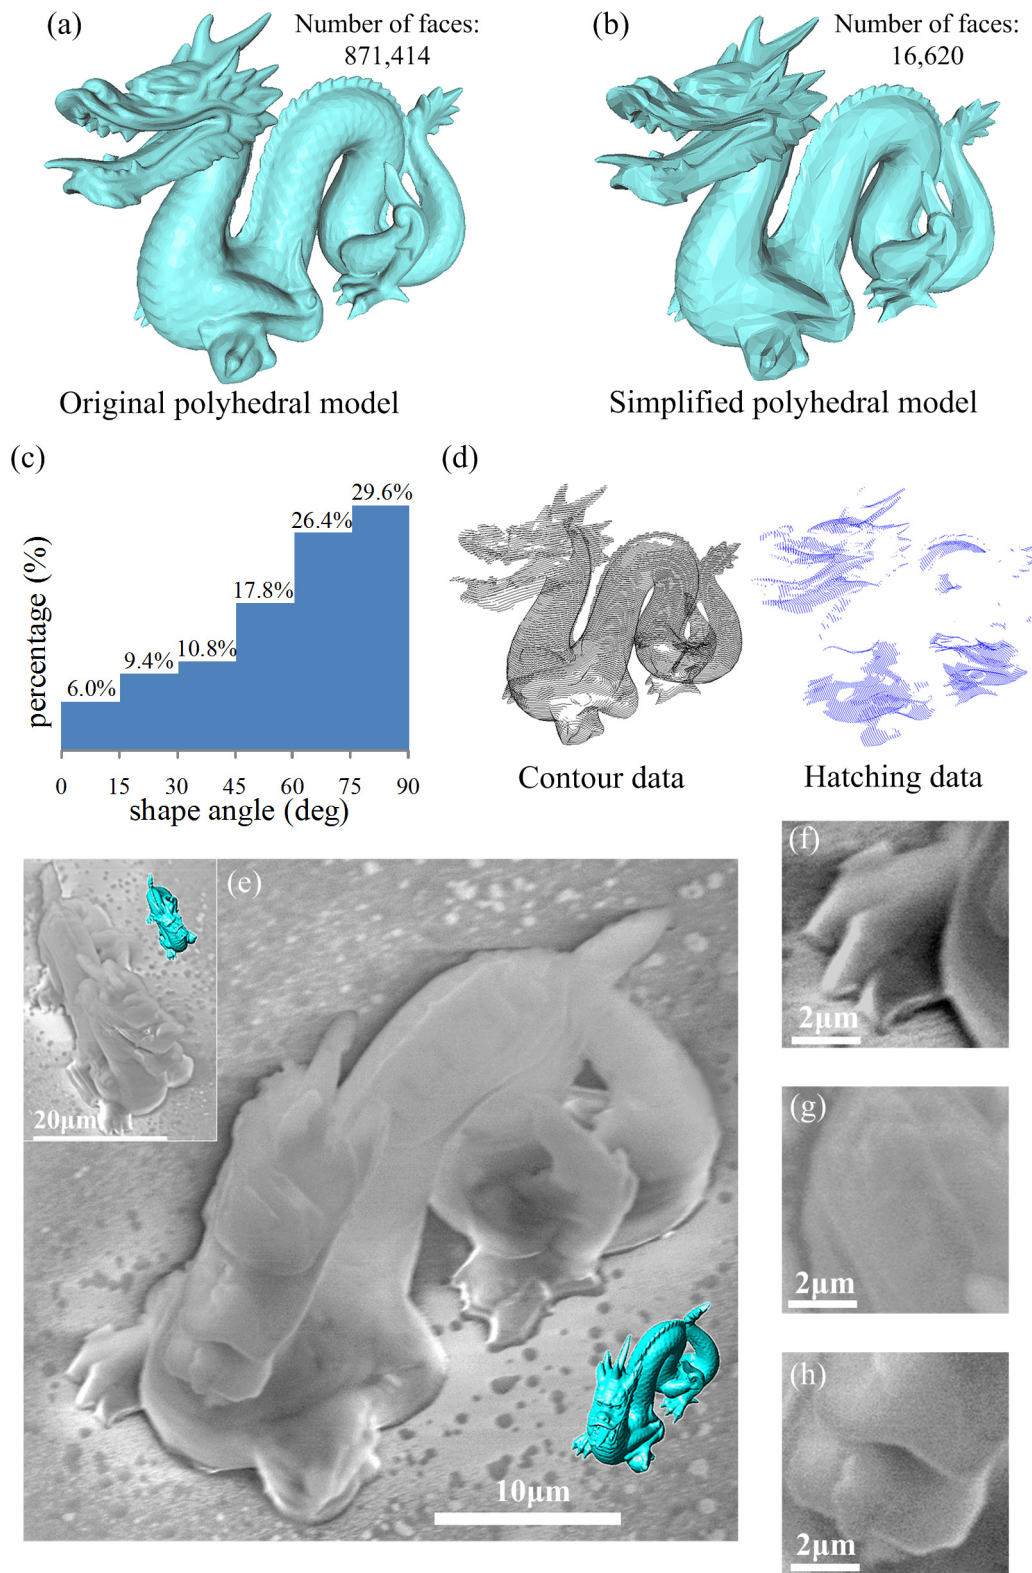 (a)
Number of faces:
871,414
(b)
Number of faces:
16,620
Original polyhedral model
Simplified polyhedral model
(c)
percentage (%)
6.0%
9.4%
10.8%
17.8%
26.4%
29.6%
0 15 30 45 60 75 90
shape angle (deg)
(d)
Contour data
Hatching data
(e)
20µm
10µm
(f)
2µm
(g)
2µm
(h)
2µm